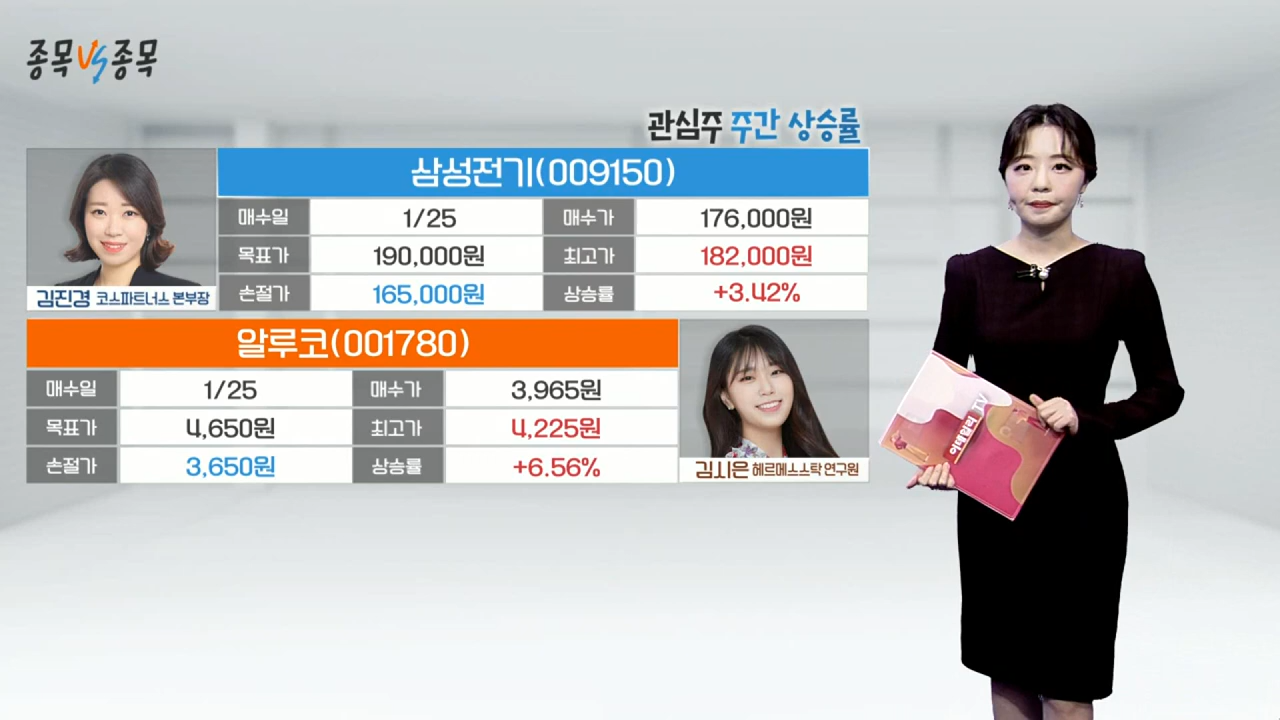 종목 VS 종목
관심주 주간 상승률
삼성전기(009150)
매수일 1/25 매수가 176,000원
목표가 190,000원 최고가 182,000원
손절가 165,000원 상승률 +3.42%
김진경 코스파트너스 본부장
알루코(001780)
매수일 1/25 매수가 3,965원
목표가 4,650원 최고가 4,225원
손절가 3,650원 상승률 +6.56%
김시은 헤르메스스탁 연구원
이데일리 TV